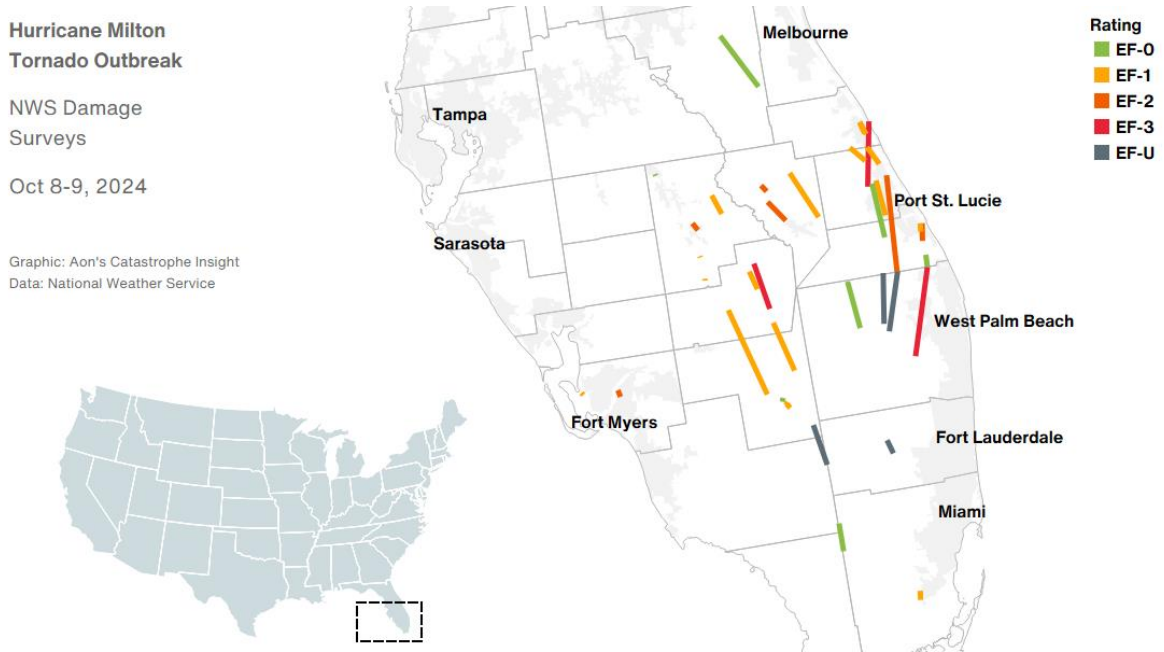 Hurricane Milton
Tornado Outbreak
NWS Damage
Surveys
Oct 8-9, 2024
Graphic: Aon's Catastrophe Insight
Data: National Weather Service
Melbourne
Tampa
Port St. Lucie
Sarasota
West Palm Beach
Fort Myers
Fort Lauderdale
Miami
Rating
EF-0
EF-1
EF-2
EF-3
EF-U